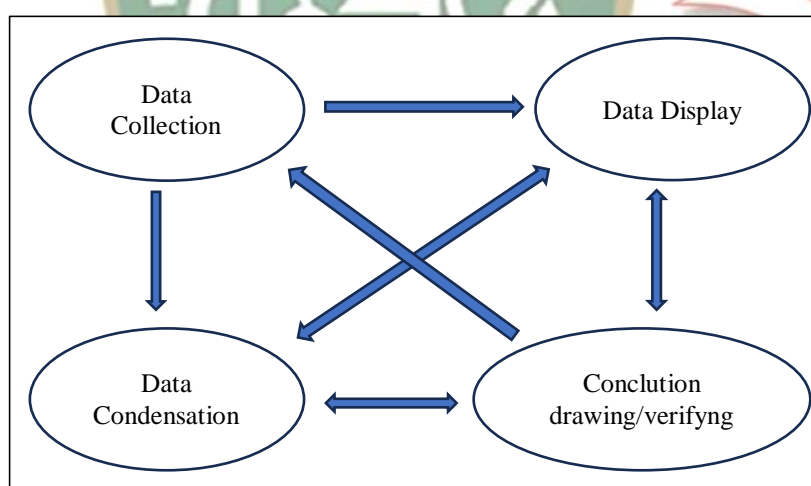 Data
Collection
Data Display
Data
Condensation
Conclution
drawing/verifyng